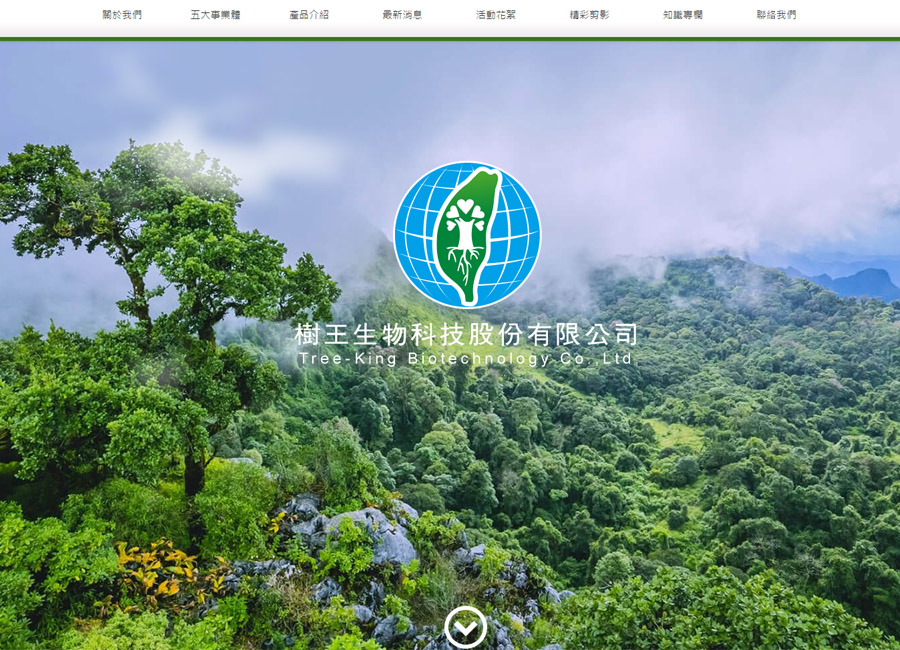 關於我們
五大事業體
產品介紹
最新消息
活動花絮
精彩剪影
知識專欄
聯絡我們
樹王生物科技股份有限公司
Tree-King Biotechnology Co.,Ltd